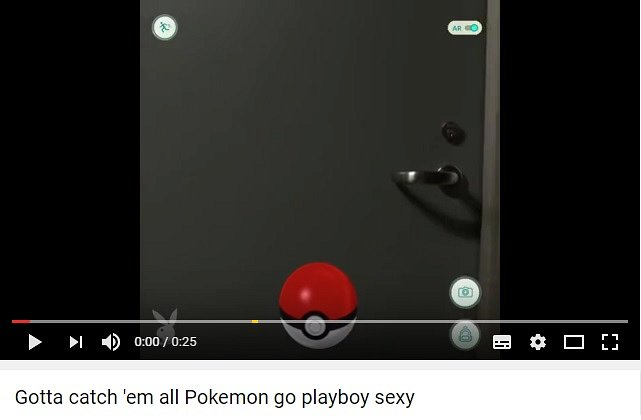 AR
0:00 / 0:25
Gotta catch 'em all Pokemon go playboy sexy